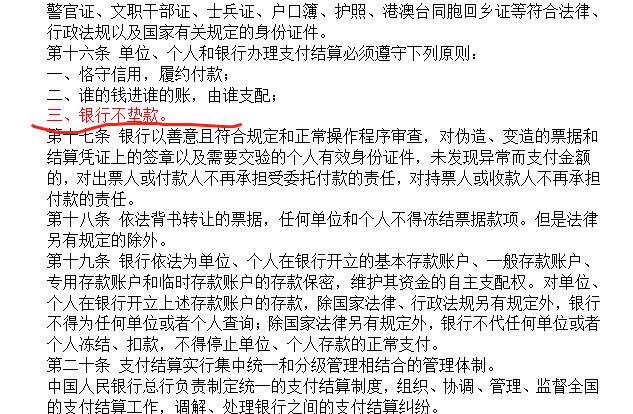 警官证、文职干部证、士兵证、户口簿、护照、港澳台同胞回乡证等符合法律、
行政法规以及国家有关规定的身份证件。
第十六条 单位、个人和银行办理支付结算必须遵守下列原则:
一、恪守信用，履约付款；
二、谁的钱进谁的账，由谁支配；
三、银行不垫款。
第十七条 银行以善意且符合规定和正常操作程序审查，对伪造、变造的票据和
结算凭证上的签章以及需要交验的个人有效身份证件，未发现异常而支付金额
的，对出票人或付款人不再承担受委托付款的责任，对持票人或收款人不再承担
付款的责任。
第十八条 依法背书转让的票据，任何单位和个人不得冻结票据款项。但是法律
另有规定的除外。
第十九条 银行依法为单位、个人在银行开立的基本存款账户、一般存款账户、
专用存款账户和临时存款账户的存款保密，维护其资金的自主支配权。对单位、
个人在银行开立上述存款账户的存款，除国家法律、行政法规另有规定外，银行
不得为任何单位或者个人查询；除国家法律另有规定外，银行不代任何单位或者
个人冻结、扣款，不得停止单位、个人存款的正常支付。
第二十条 支付结算实行集中统一和分级管理相结合的管理体制。
中国人民银行总行负责制定统一的支付结算制度，组织、协调、管理、监督全国
的支付结算工作，调解、处理银行之间的支付结算纠纷。